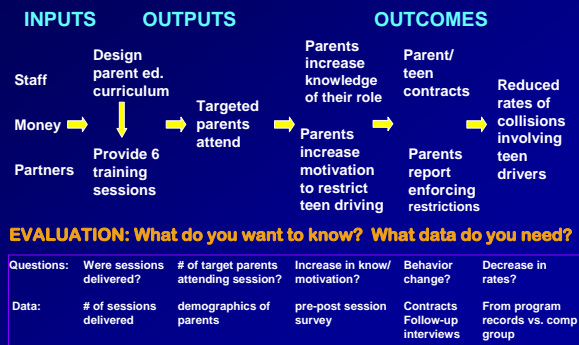 INPUTS OUTPUTS OUTCOMES
Staff
Money
Partners
Design
parent ed.
curriculum
Provide 6
training
sessions
Targeted
parents
attend
Parents
increase
knowledge
of their role
Parents
increase
motivation
to restrict
teen driving
Parent/
teen
contracts
Parents
report
enforcing
restrictions
Reduced
rates of
collisions
involving
teen
drivers
EVALUATION: What do you want to know? What data do you need?
Questions:
Were sessions
delivered?
# of target parents
attending session?
Increase in know/
motivation?
Behavior
change?
Decrease in
rates?
Data:
# of sessions
delivered
demographics of
parents
pre-post session
survey
Contracts
Follow-up
interviews
From program
records vs. comp
group